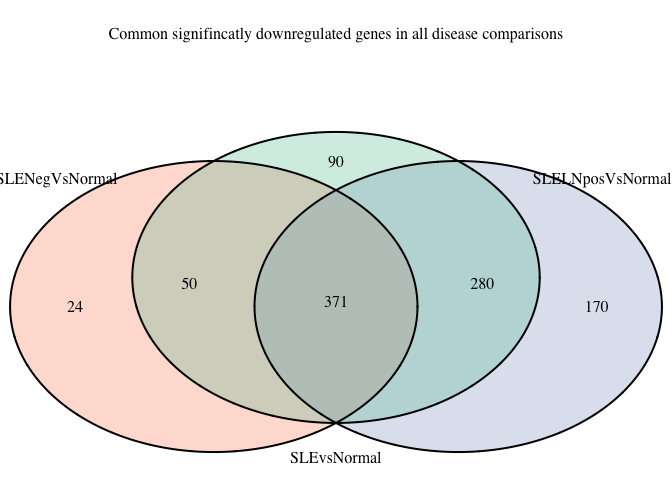 Common signifincatly downregulated genes in all disease comparisons
90
SLENegVsNormal
SLELNposVsNormal
50
280
371
24
170
SLEvsNormal